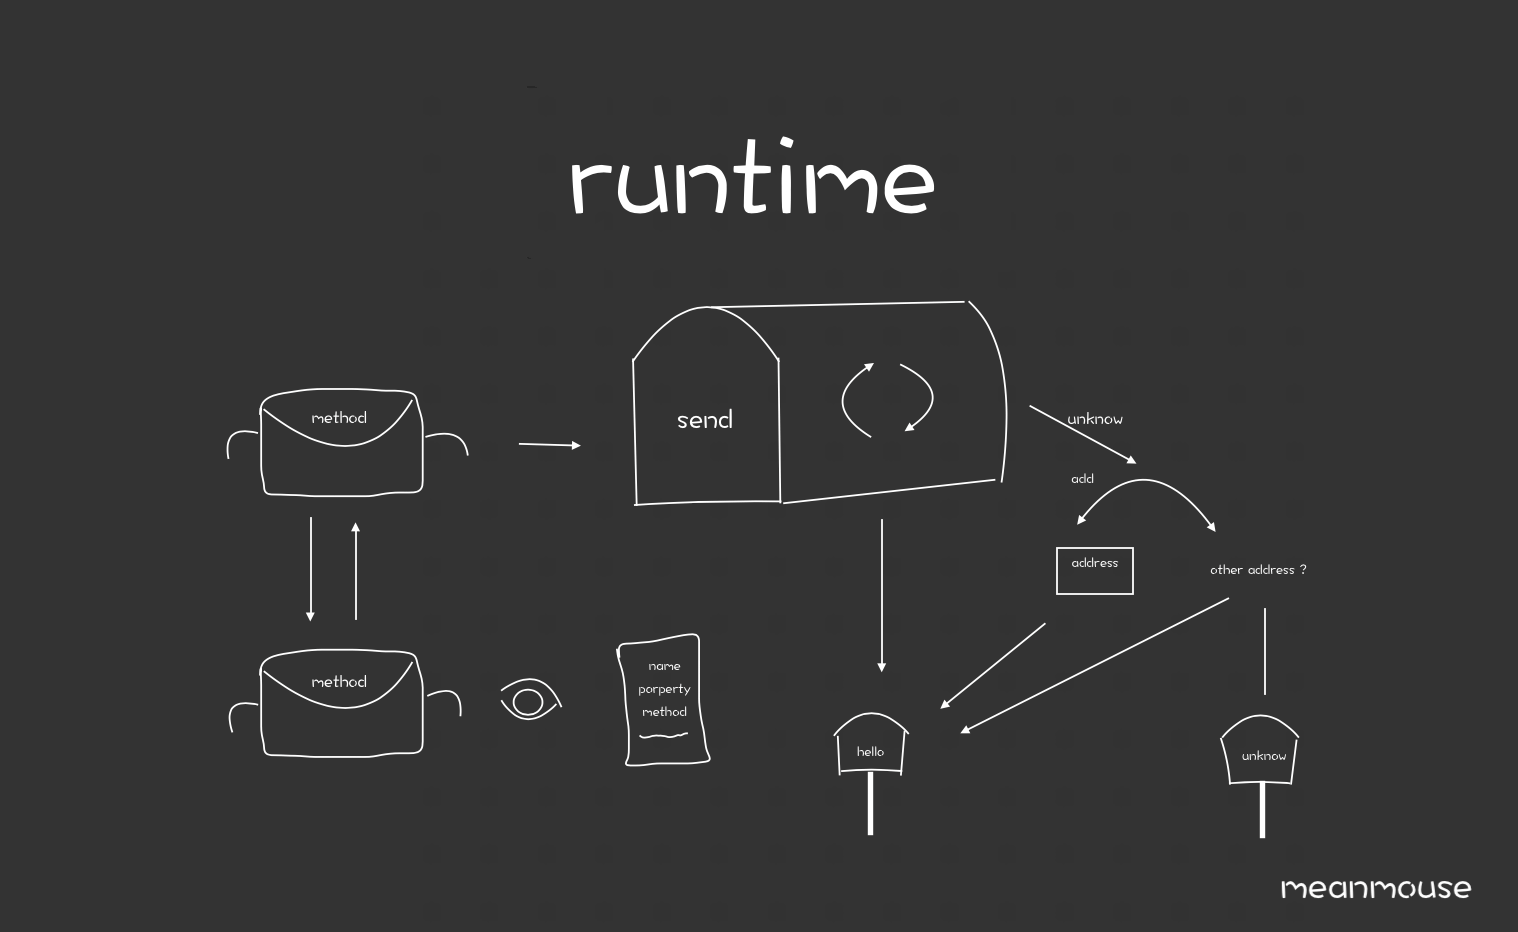 runtime
method
send
unknow
add
address
other address ?
method
name
porperty
method
hello
unknow
meanmouse